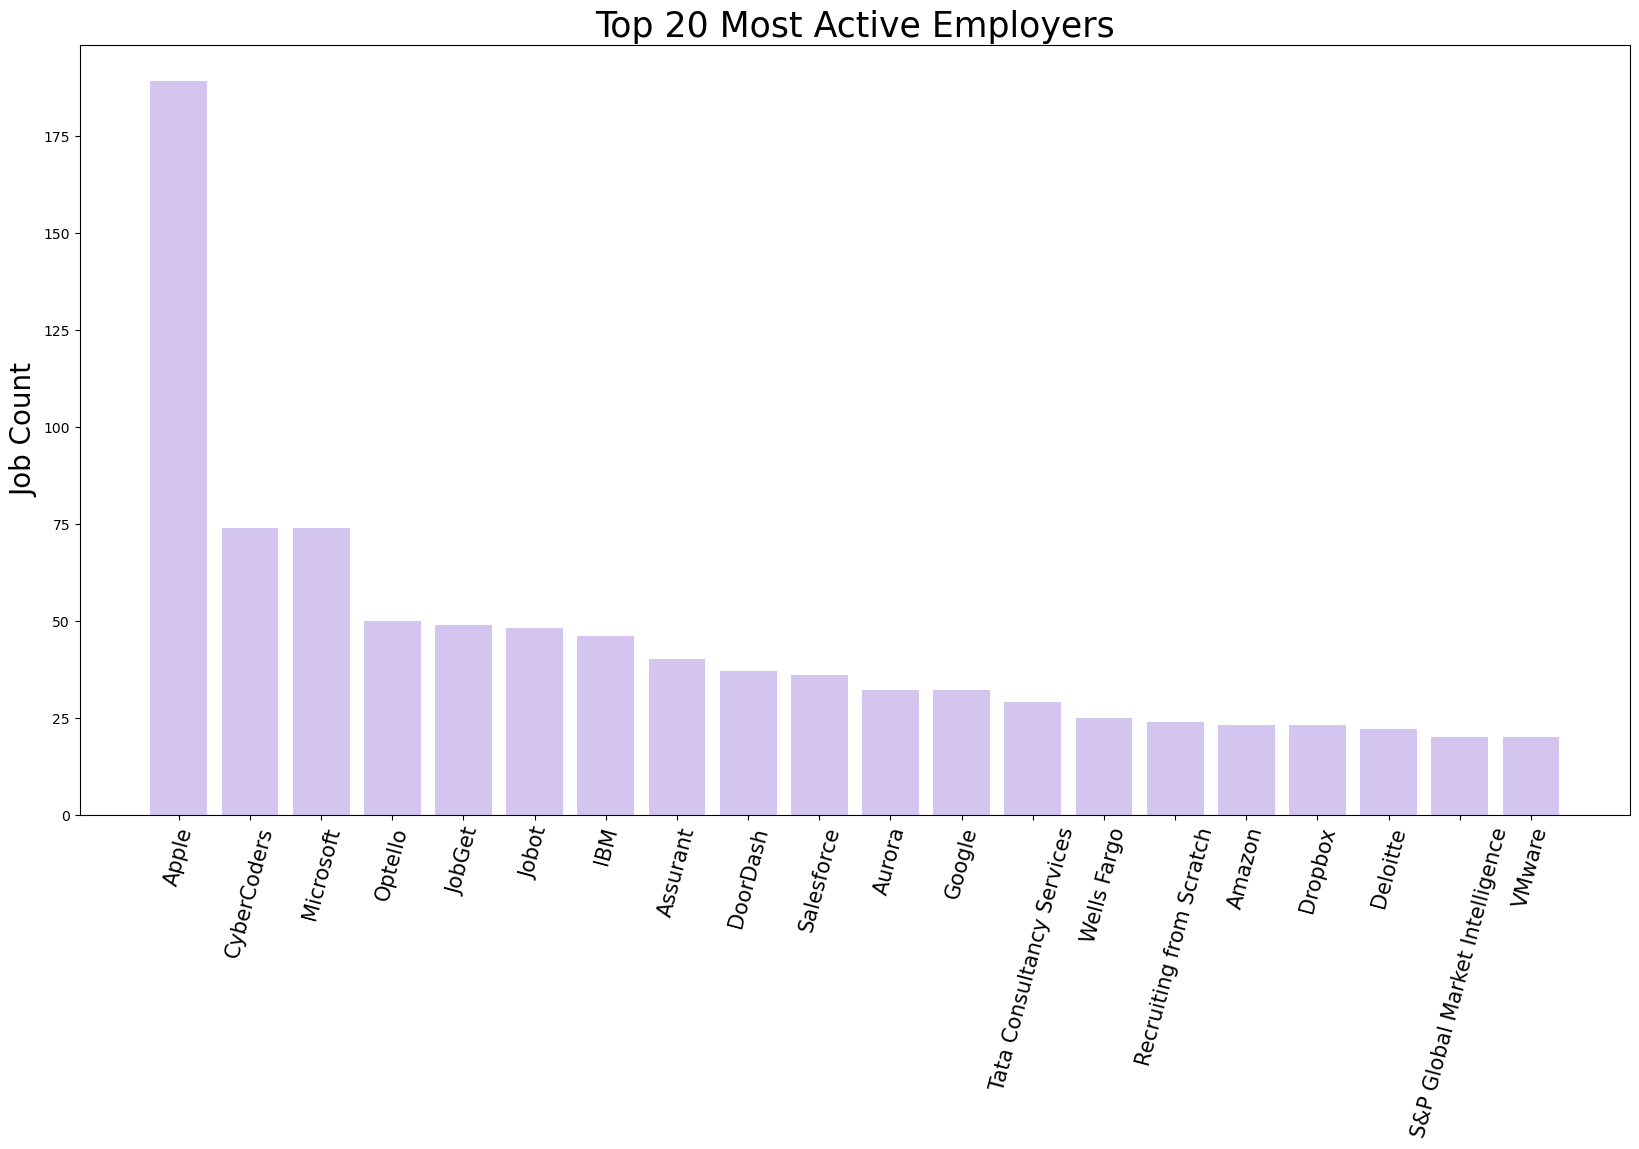 Top 20 Most Active Employers
Job Count
175
150
125
100
75
50
25
0
Apple
CyberCoders
Microsoft
Optello
JobGet
Jobot
IBM
Assurant
DoorDash
Salesforce
Aurora
Google
Tata Consultancy Services
Wells Fargo
Recruiting from Scratch
Amazon
Dropbox
Deloitte
S&P Global Market Intelligence
VMware